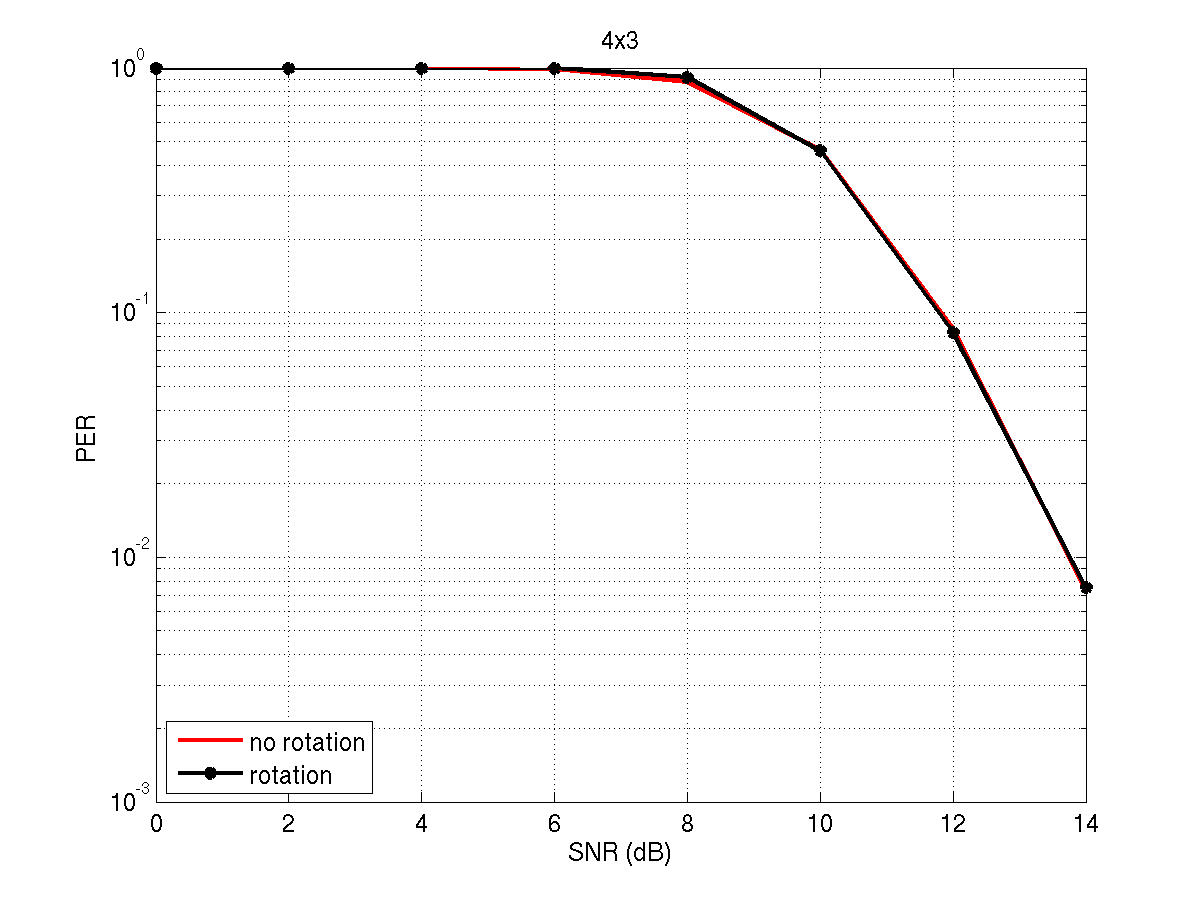 4x3
10^0
10^-1
10^-2
10^-3
PER
0 2 4 6 8 10 12 14
SNR (dB)
no rotation
rotation